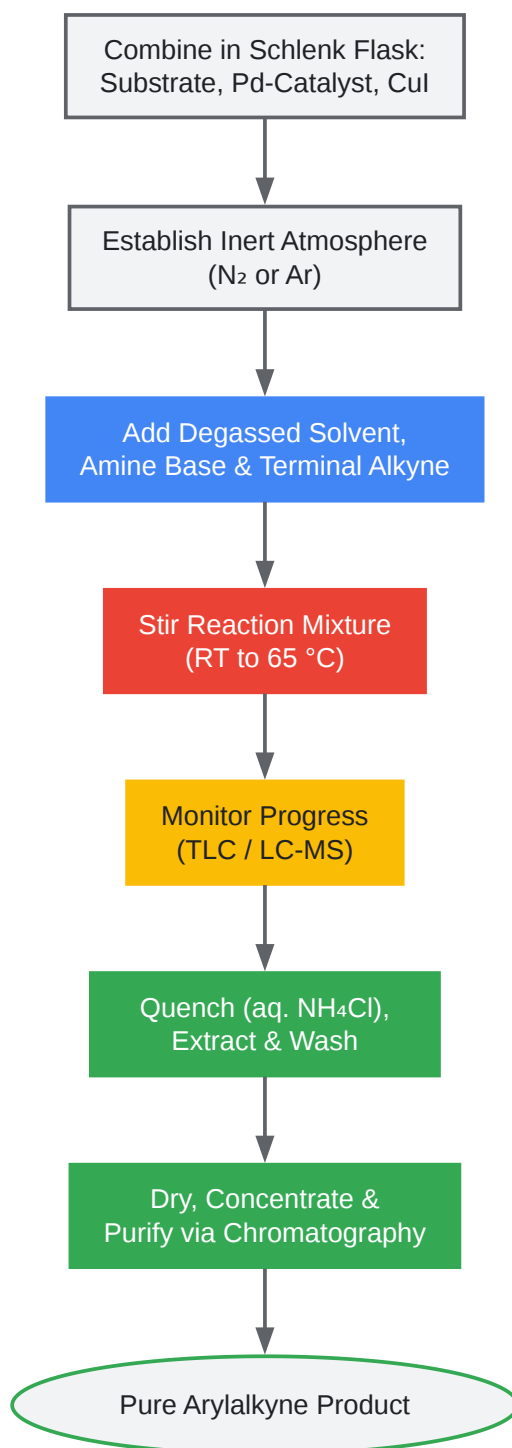 Combine in Schlenk Flask:
Substrate, Pd-Catalyst, CuI
Establish Inert Atmosphere
(N₂ or Ar)
Add Degassed Solvent,
Amine Base & Terminal Alkyne
Stir Reaction Mixture
(RT to 65 °C)
Monitor Progress
(TLC / LC-MS)
Quench (aq. NH₄Cl),
Extract & Wash
Dry, Concentrate &
Purify via Chromatography
Pure Arylalkyne Product